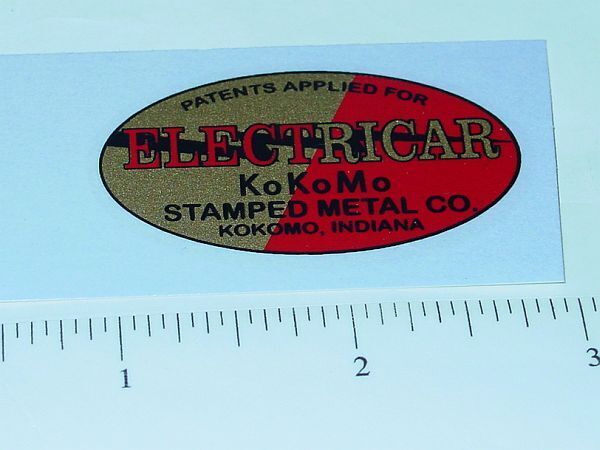 PATENTS APPLIED FOR
ELECTRICAR
KoKoMo
STAMPED METAL CO.
KOKOMO, INDIANA
1 2 3